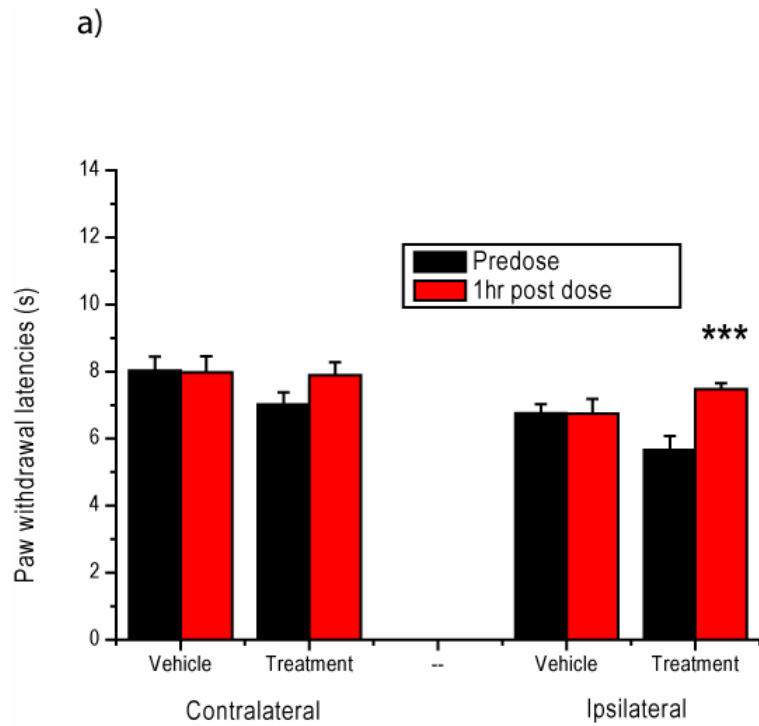 a)
14
12
10
8
6
4
2
0
Paw withdrawal latencies (s)
Predose
1hr post dose
***
Vehicle Treatment -- Vehicle Treatment
Contralateral Ipsilateral